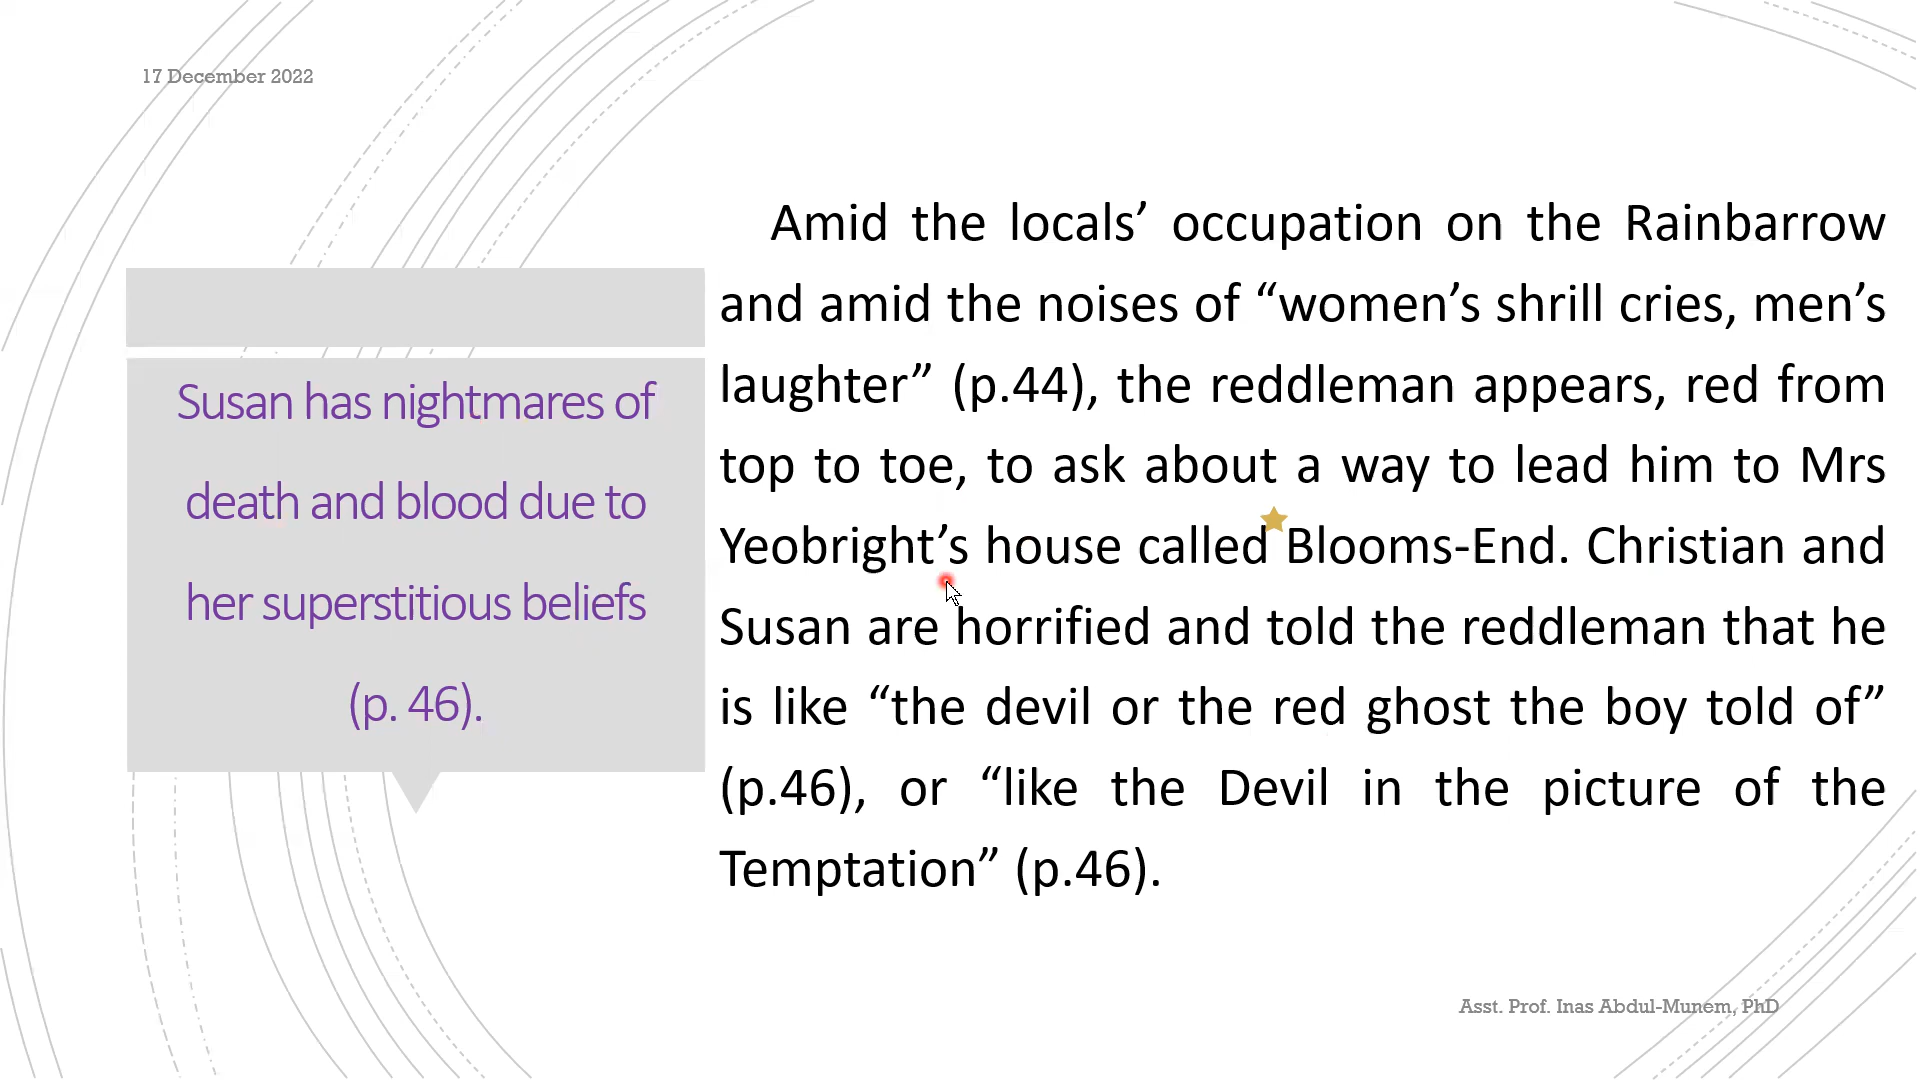 17 December 2022
Susan has nightmares of
death and blood due to
her superstitious beliefs
(p. 46).
Amid the locals’ occupation on the Rainbarrow
and amid the noises of “women’s shrill cries, men’s
laughter” (p.44), the reddleman appears, red from
top to toe, to ask about a way to lead him to Mrs
Yeobright’s house called Blooms-End. Christian and
Susan are horrified and told the reddleman that he
is like “the devil or the red ghost the boy told of”
(p.46), or “like the Devil in the picture of the
Temptation” (p.46).
Asst. Prof. Inas Abdul-Munem, PhD